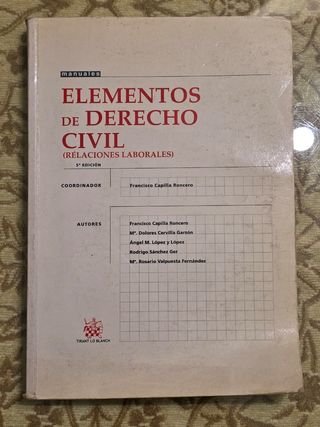 manuales
ELEMENTOS
DE DERECHO
CIVIL
(RELACIONES LABORALES)
5ª EDICIÓN
COORDINADOR
Francisco Capilla Roncero
AUTORES
Francisco Capilla Roncero
Mª. Dolores Cervilla Garzón
Ángel M. López y López
Rodrigo Sánchez Ger
Mª. Rosario Valpuesta Fernández
TIRANT LO BLANCH